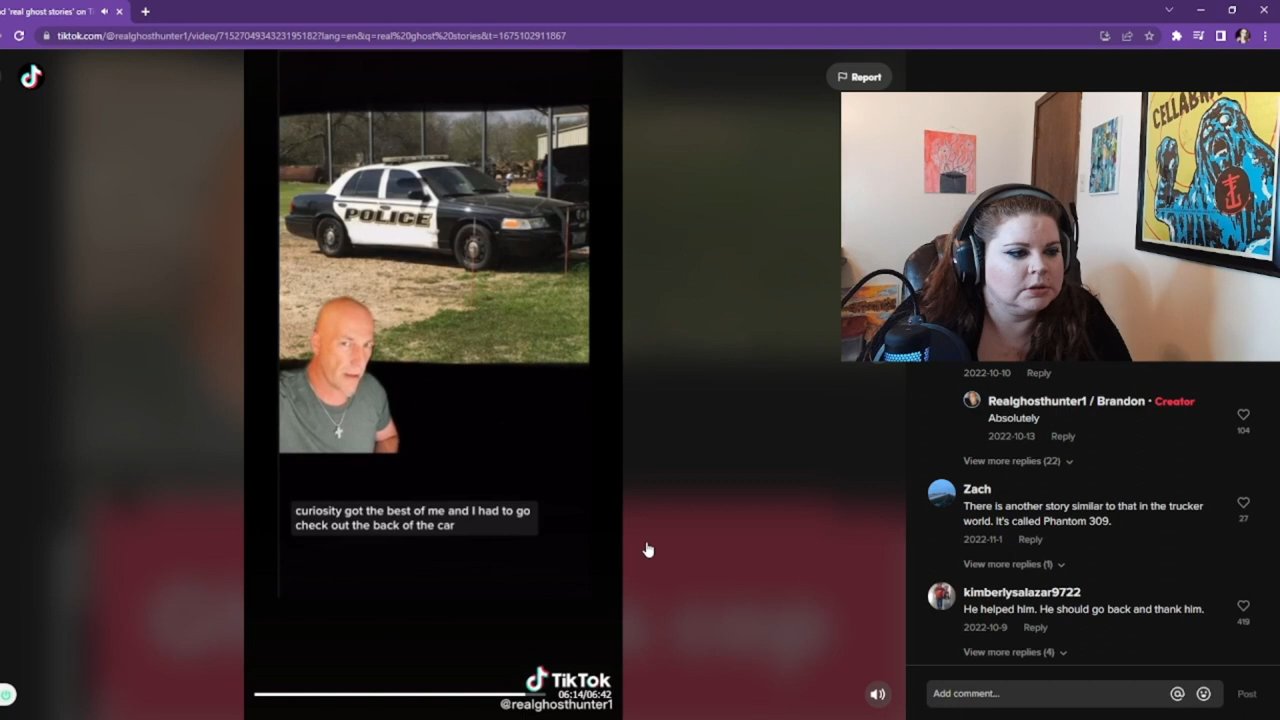 d 'real ghost stories' on Ti
tiktok.com/@realghosthunter1/video/7152704934323195182?lang=en&q=real%20ghost%20stories&t=1675102911867
Report
POLICE
curiosity got the best of me and I had to go
check out the back of the car
TikTok
06:14/06:42
@realghosthunter1
CELLABRA
2022-10-10 Reply
Realghosthunter1 / Brandon · Creator
Absolutely
104
2022-10-13 Reply
View more replies (22)
Zach
There is another story similar to that in the trucker
world. It's called Phantom 309.
27
2022-11-1 Reply
View more replies (1)
kimberlysalazar9722
He helped him. He should go back and thank him.
419
2022-10-9 Reply
View more replies (4)
Add comment...
Post